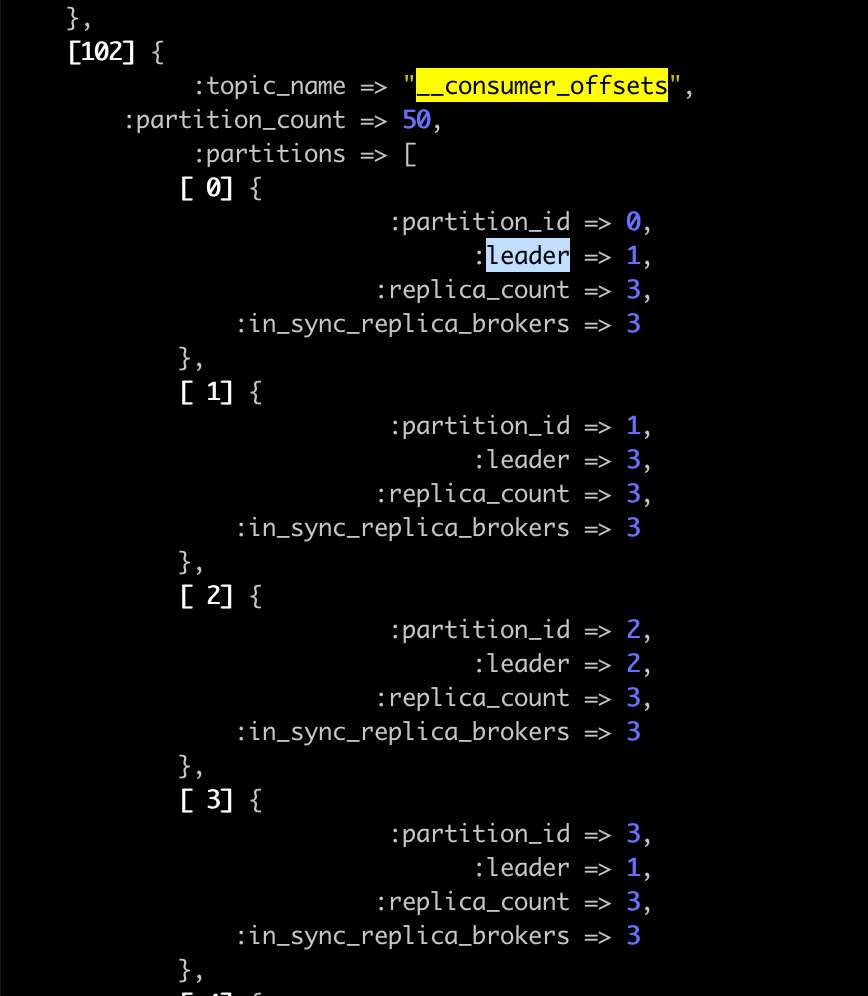 },
[102] {
:topic_name => "__consumer_offsets",
:partition_count => 50,
:partitions => [
[ 0] {
:partition_id => 0,
:leader => 1,
:replica_count => 3,
:in_sync_replica_brokers => 3
},
[ 1] {
:partition_id => 1,
:leader => 3,
:replica_count => 3,
:in_sync_replica_brokers => 3
},
[ 2] {
:partition_id => 2,
:leader => 2,
:replica_count => 3,
:in_sync_replica_brokers => 3
},
[ 3] {
:partition_id => 3,
:leader => 1,
:replica_count => 3,
:in_sync_replica_brokers => 3
},